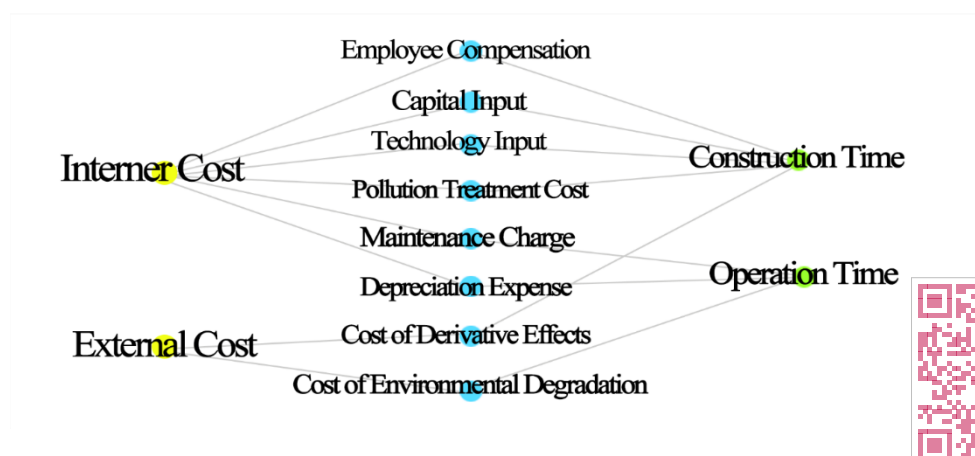 Employee Compensation
Capital Input
Technology Input
Interner Cost
Construction Time
Pollution Treatment Cost
Maintenance Charge
Operation Time
Depreciation Expense
External Cost
Cost of Derivative Effects
Cost of Environmental Degradation